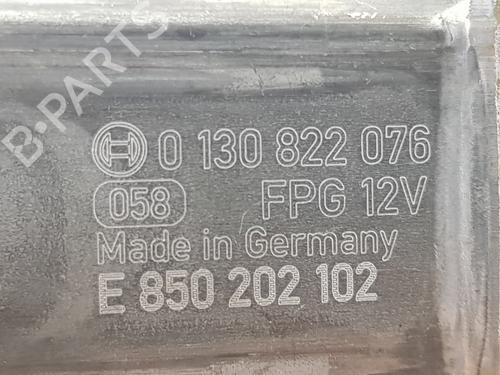 B-PARTS
0 130 822 076
058 FPG 12V
Made in Germany
E 850 202 102